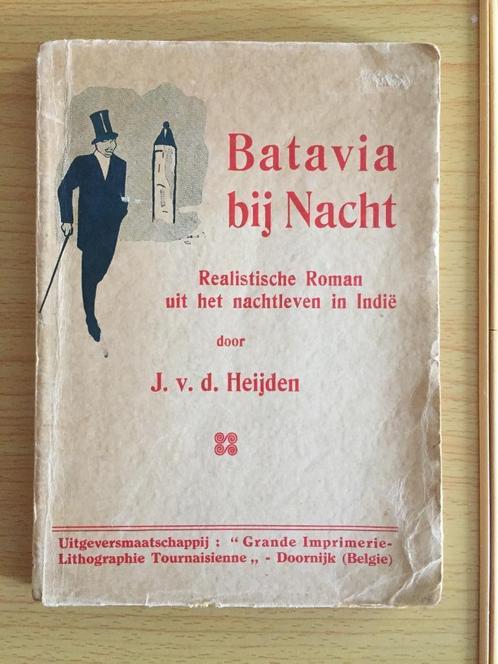 Batavia
bij Nacht
Realistische Roman
uit het nachtleven in Indië
door
J. v. d. Heijden
Uitgeversmaatschappij : “ Grande Imprimerie-
Lithographie Tournaisienne „ - Doornijk (Belgie)